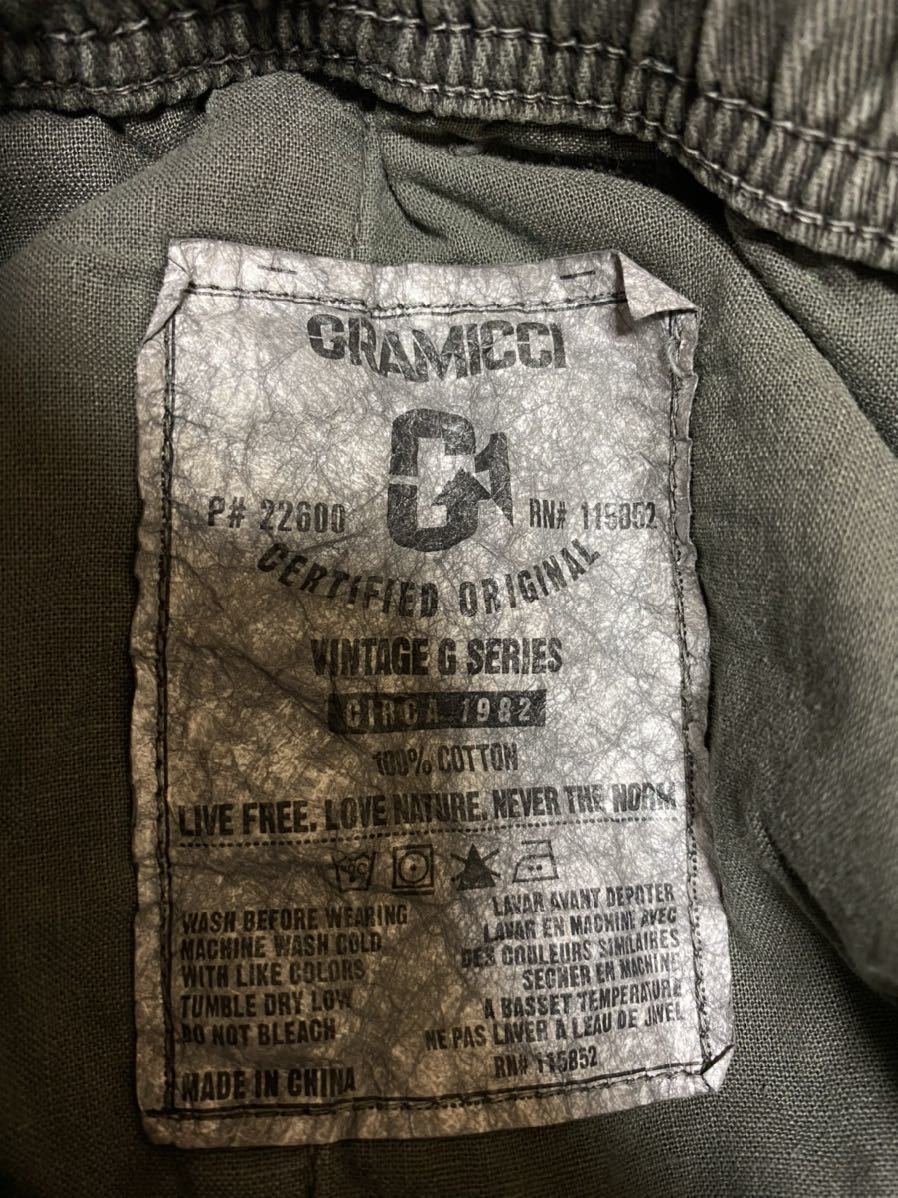 GRAMICCI
G
P# 22600
RN# 115852
CERTIFIED ORIGINAL
VINTAGE G SERIES
CIRCA 1982
100% COTTON
LIVE FREE. LOVE NATURE. NEVER THE NORM
WASH BEFORE WEARING
MACHINE WASH COLD
WITH LIKE COLORS
TUMBLE DRY LOW
DO NOT BLEACH
MADE IN CHINA
LAVAR AVANT DEPOTER
LAVAR EN MACHINE AVEC
DES COULEURS SIMILAIRES
SECHER EN MACHINE
A BASSET TEMPERATURE
NE PAS LAVER A LEAU DE JAVEL
RN# 115852